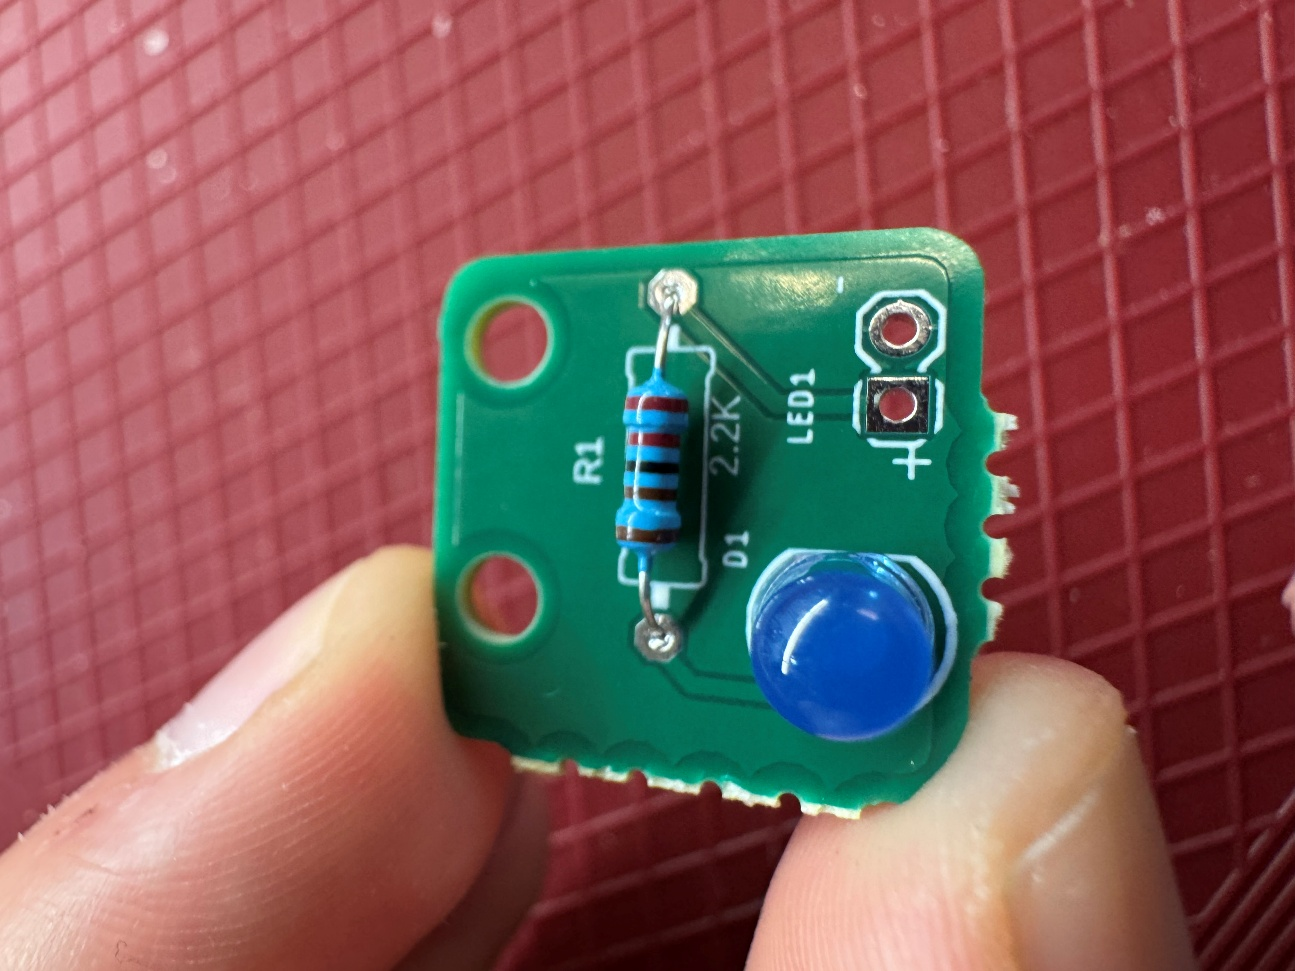 R1
2.2K
LED1
-
+
D1